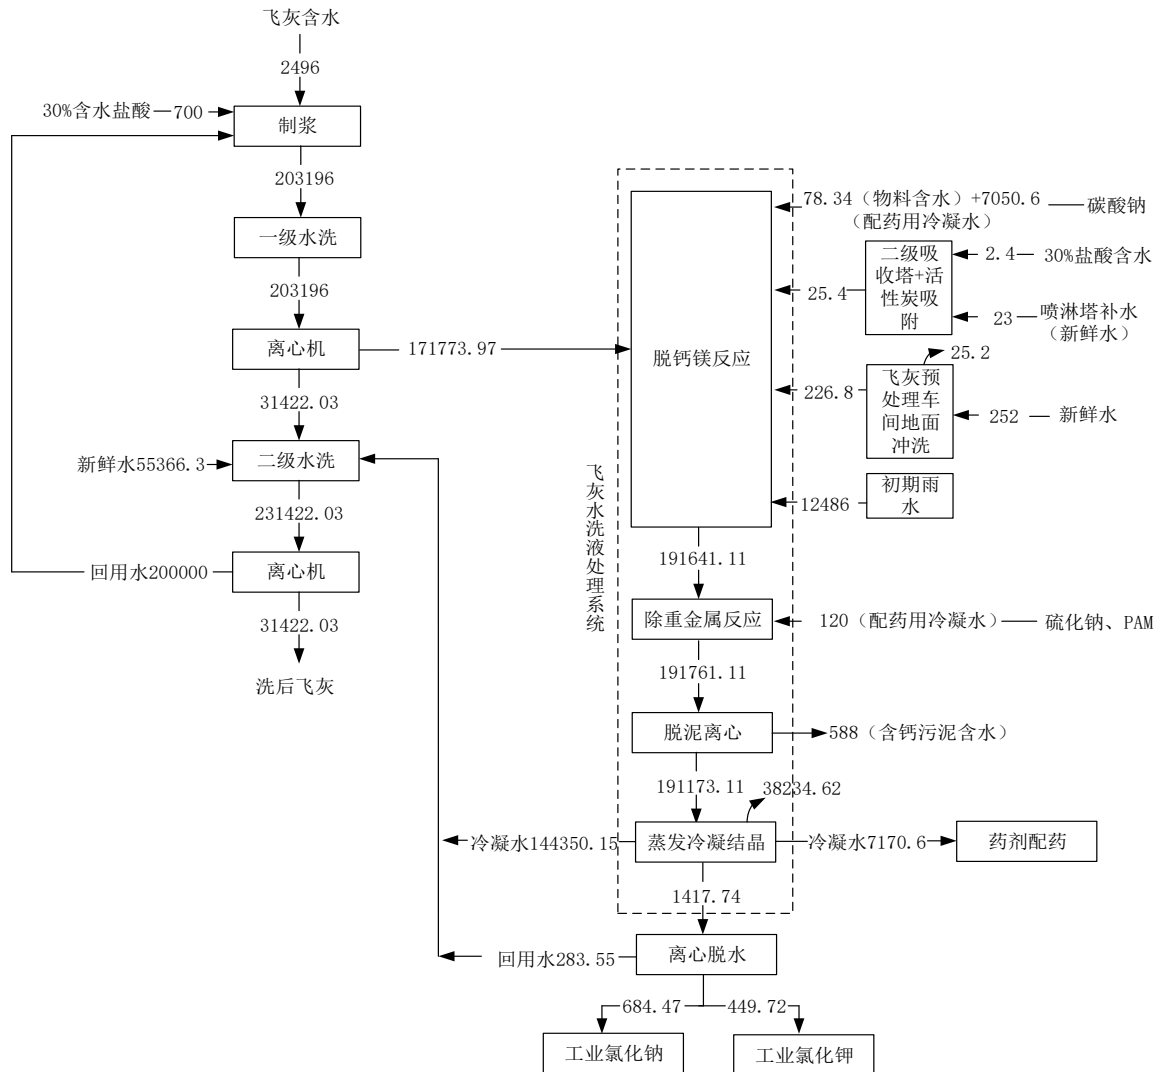 飞灰含水
2496
30%含水盐酸
700
制浆
203196
一级水洗
203196
离心机
171773.97
31422.03
新鲜水55366.3
二级水洗
231422.03
回用水200000
离心机
31422.03
洗后飞灰
飞灰水洗液处理系统
脱钙镁反应
78.34（物料含水）+7050.6
（配药用冷凝水）
碳酸钠
25.4
二级吸
收塔+活
性炭吸
附
2.4
30%盐酸含水
23
喷淋塔补水
（新鲜水）
25.2
226.8
飞灰预
处理车
间地面
冲洗
252
新鲜水
12486
初期雨
水
191641.11
除重金属反应
120（配药用冷凝水）
硫化钠、PAM
191761.11
脱泥离心
588（含钙污泥含水）
191173.11
38234.62
冷凝水144350.15
蒸发冷凝结晶
冷凝水7170.6
药剂配药
1417.74
回用水283.55
离心脱水
684.47
449.72
工业氯化钠
工业氯化钾